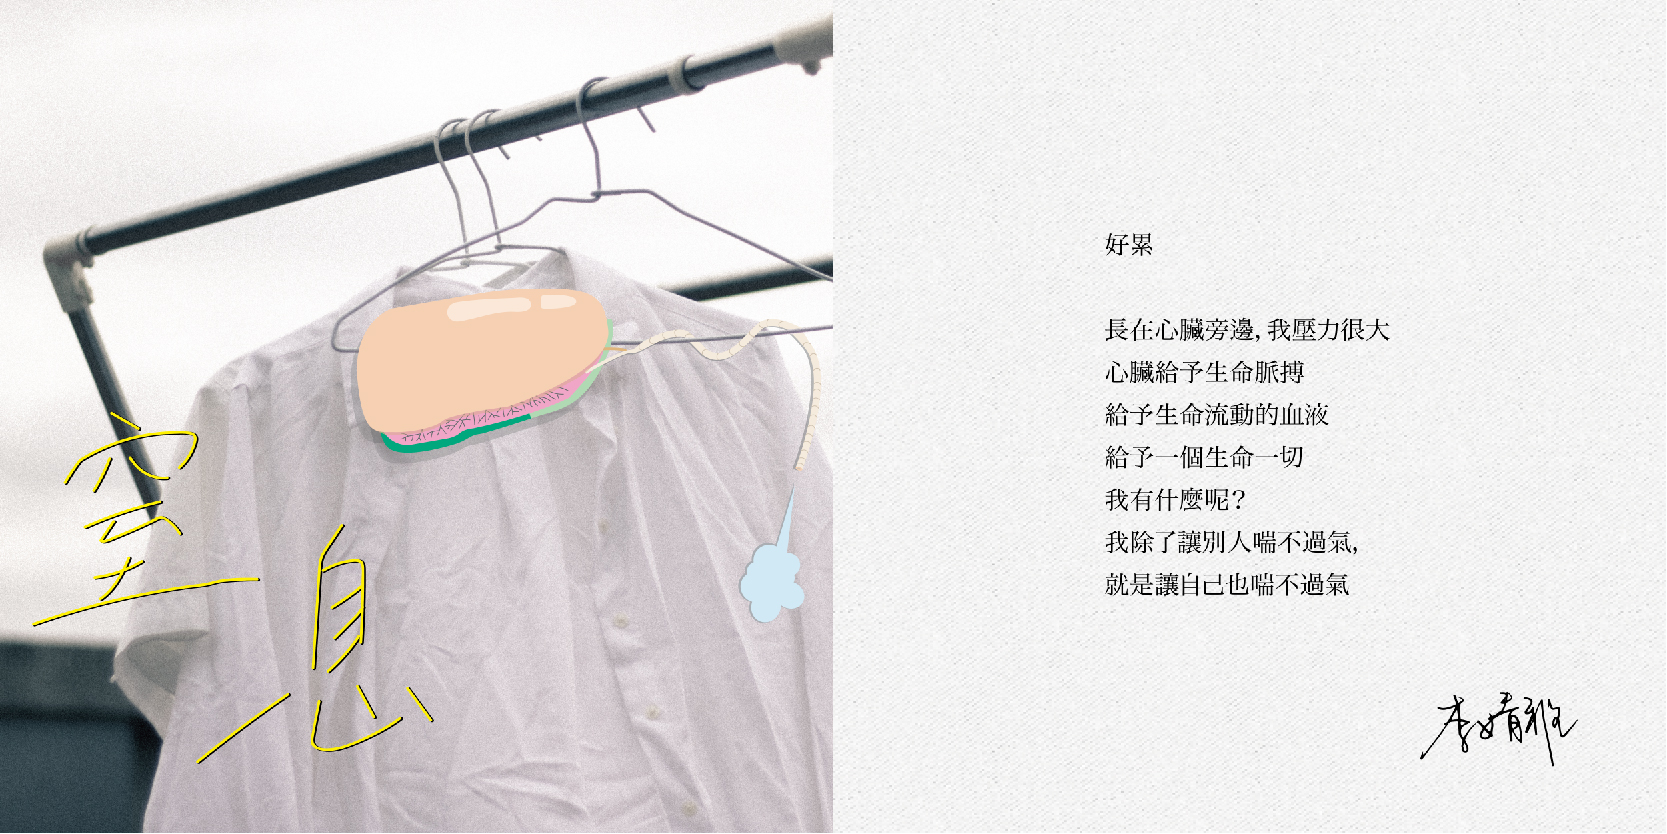 窒息
好累
長在心臟旁邊，我壓力很大
心臟給予生命脈搏
給予生命流動的血液
給予一個生命一切
我有什麼呢？
我除了讓別人喘不過氣，
就是讓自己也喘不過氣
李婧雅